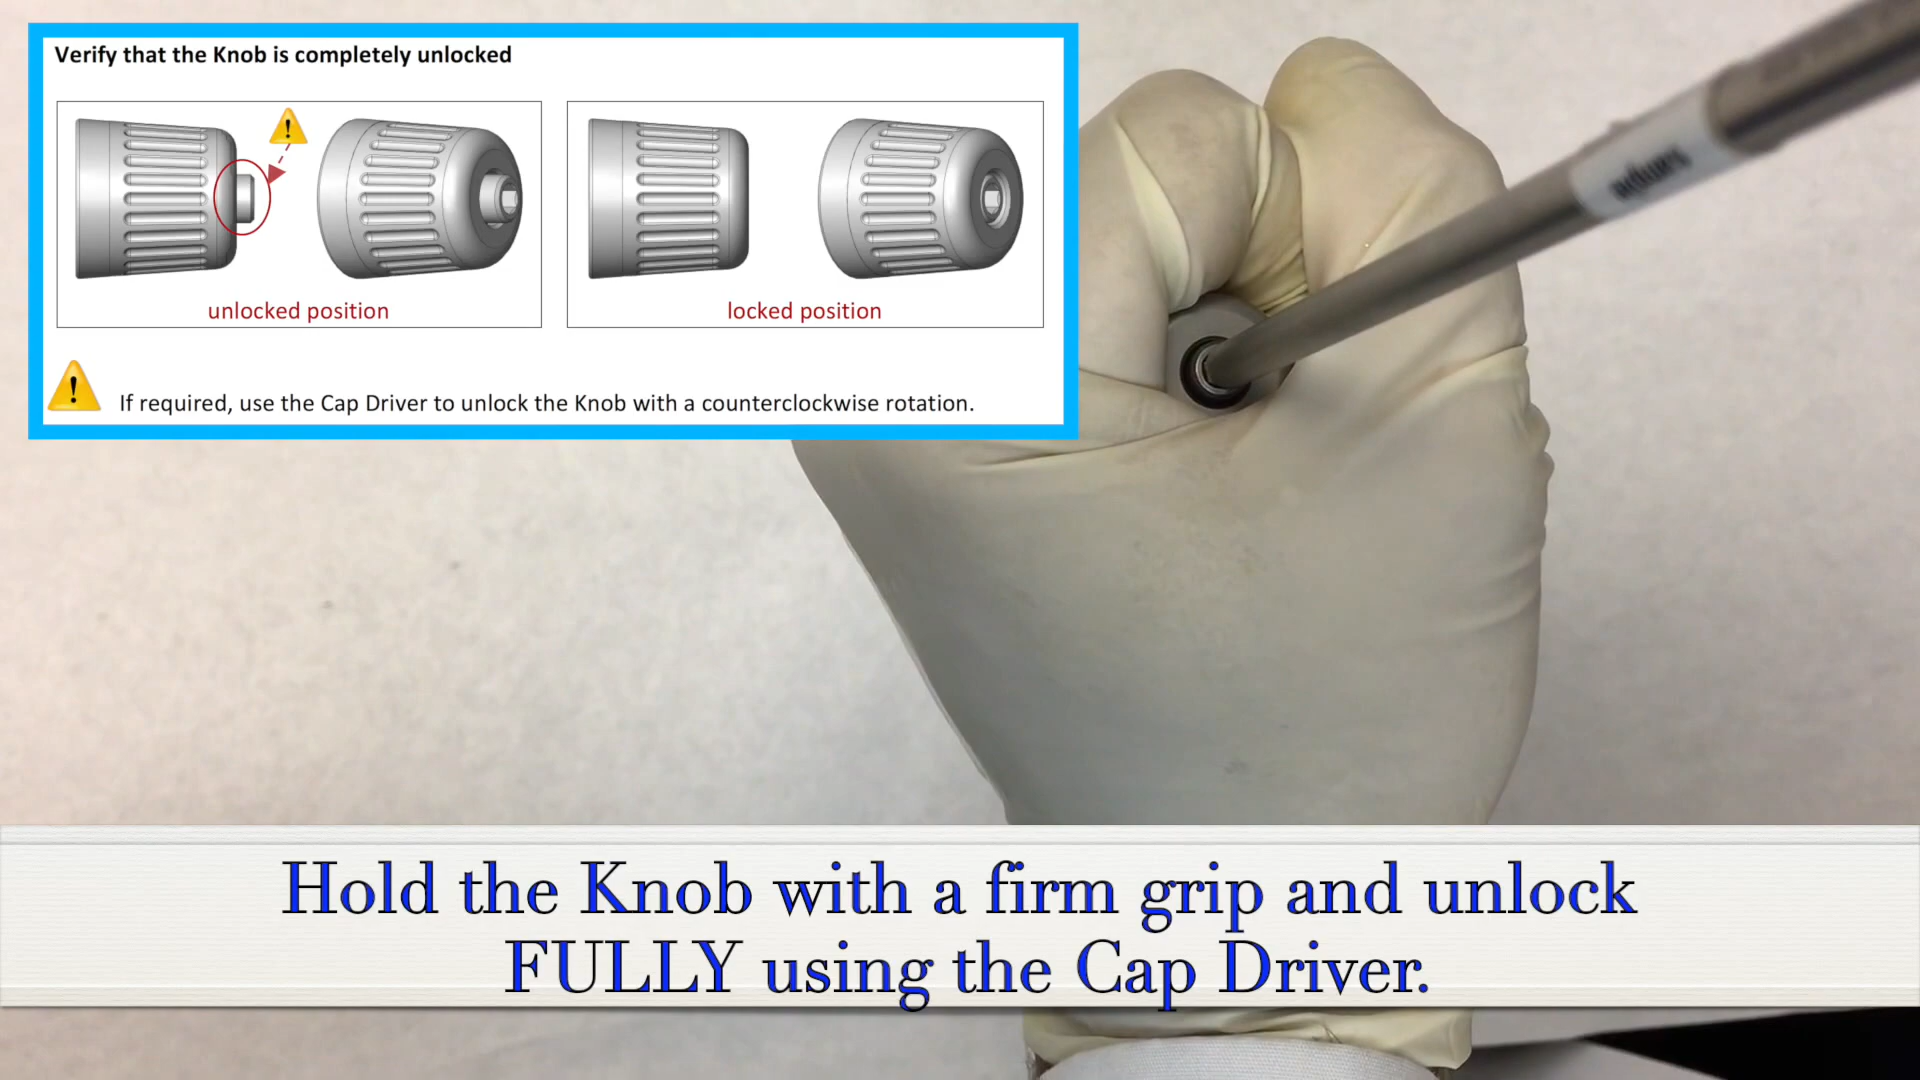 Verify that the Knob is completely unlocked
unlocked position
locked position
If required, use the Cap Driver to unlock the Knob with a counterclockwise rotation.
Hold the Knob with a firm grip and unlock
FULLY using the Cap Driver.